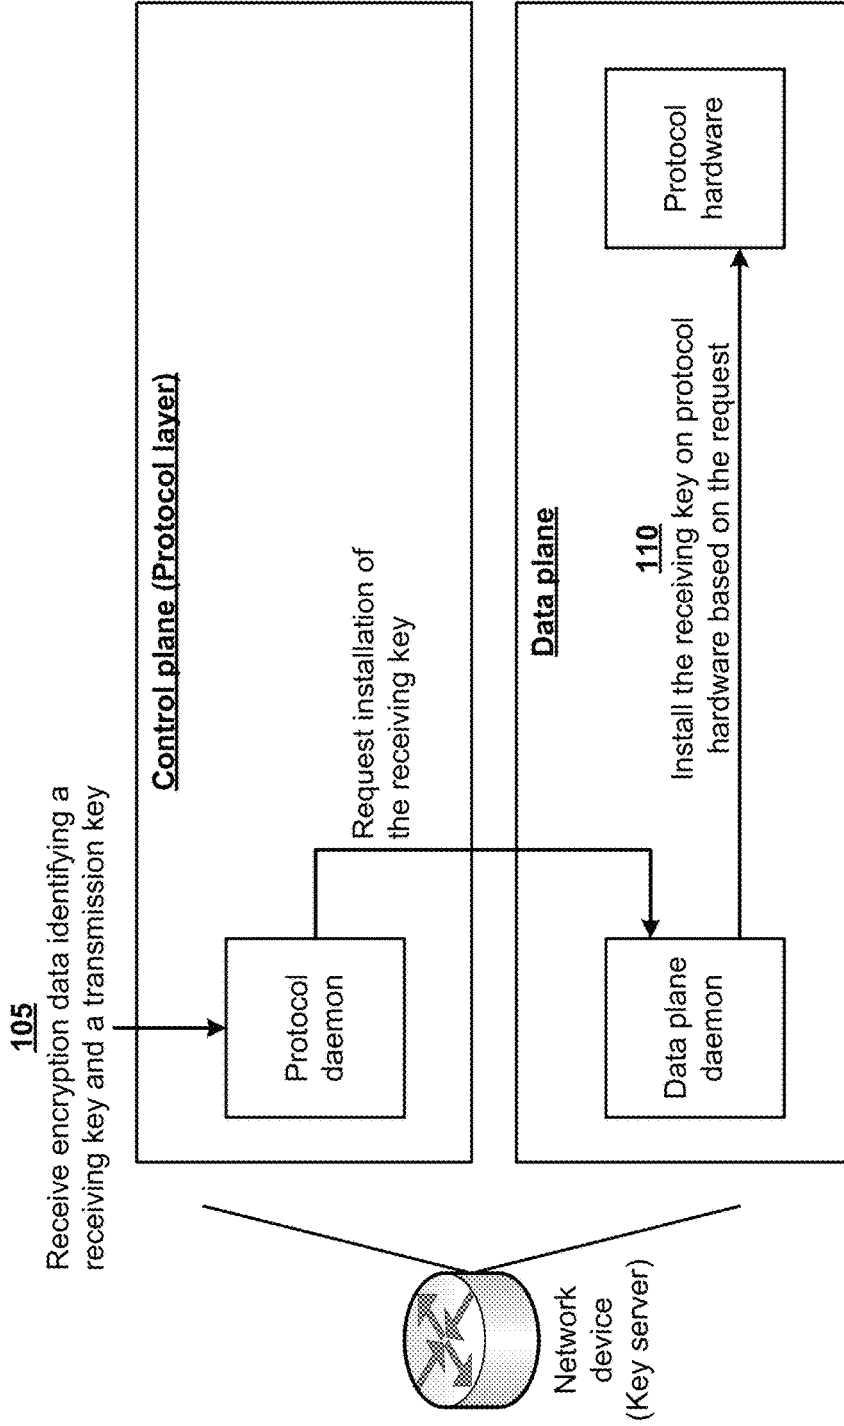 105
Receive encryption data identifying a
receiving key and a transmission key
Control plane (Protocol layer)
Protocol
daemon
Request installation of
the receiving key
Data plane
Data plane
daemon
110
Install the receiving key on protocol
hardware based on the request
Protocol
hardware
Network
device
(Key server)